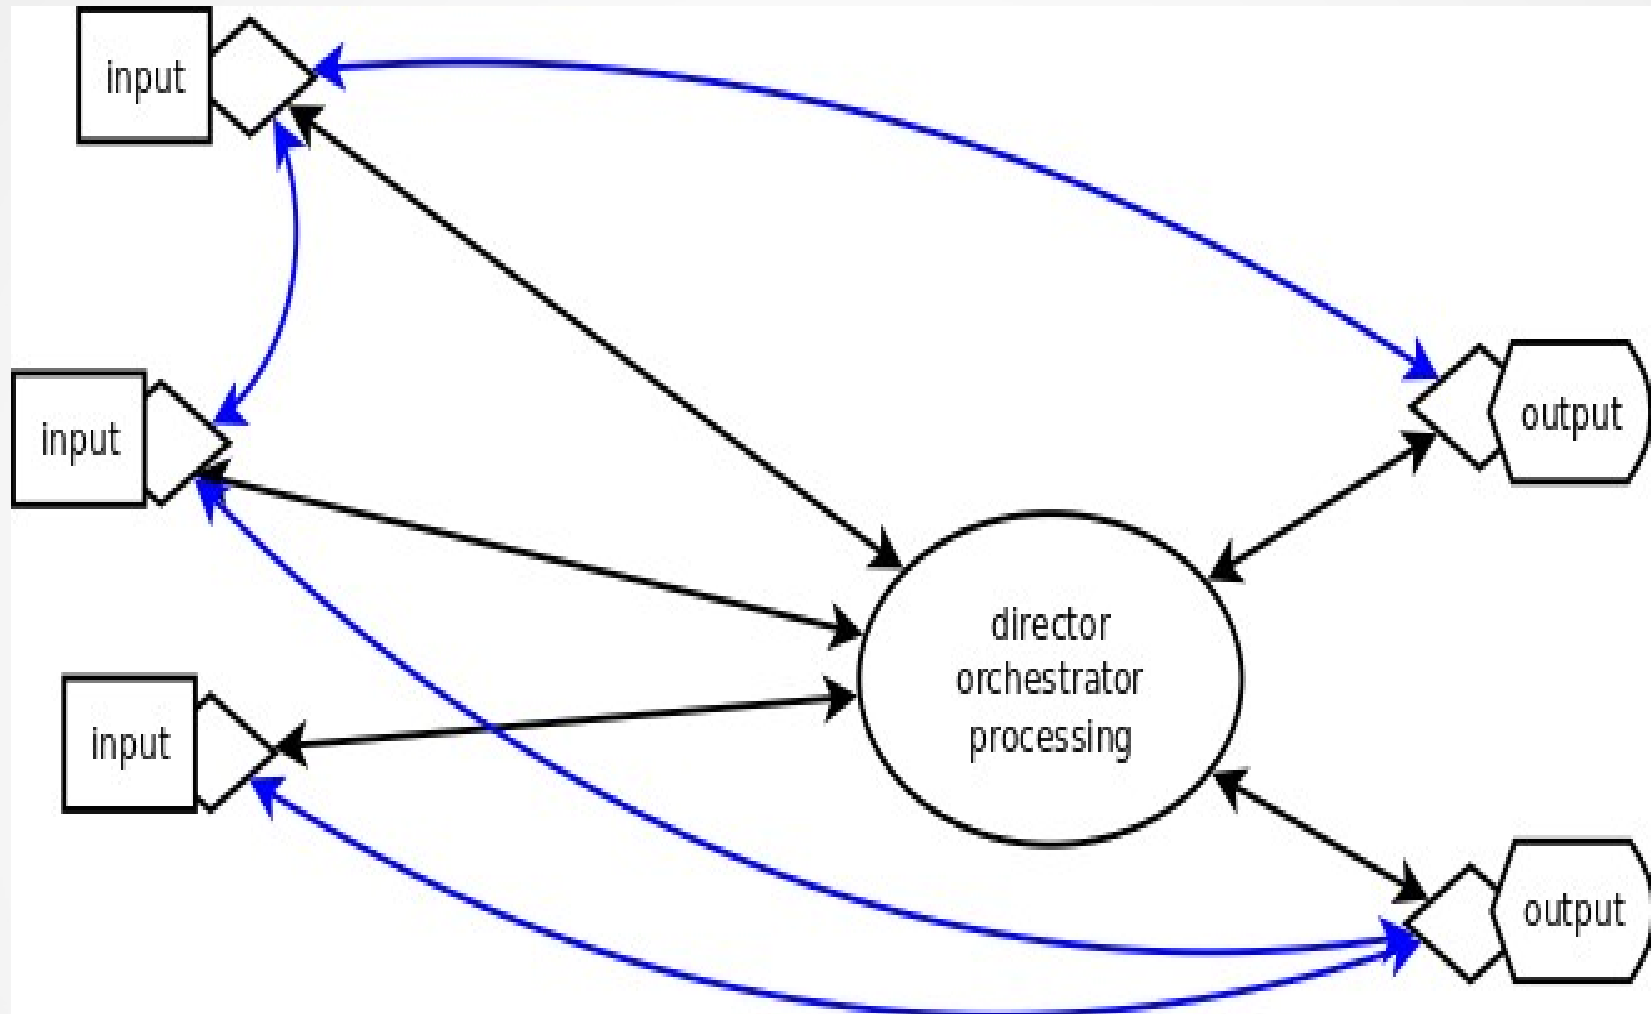 input
input
input
director
orchestrator
processing
output
output